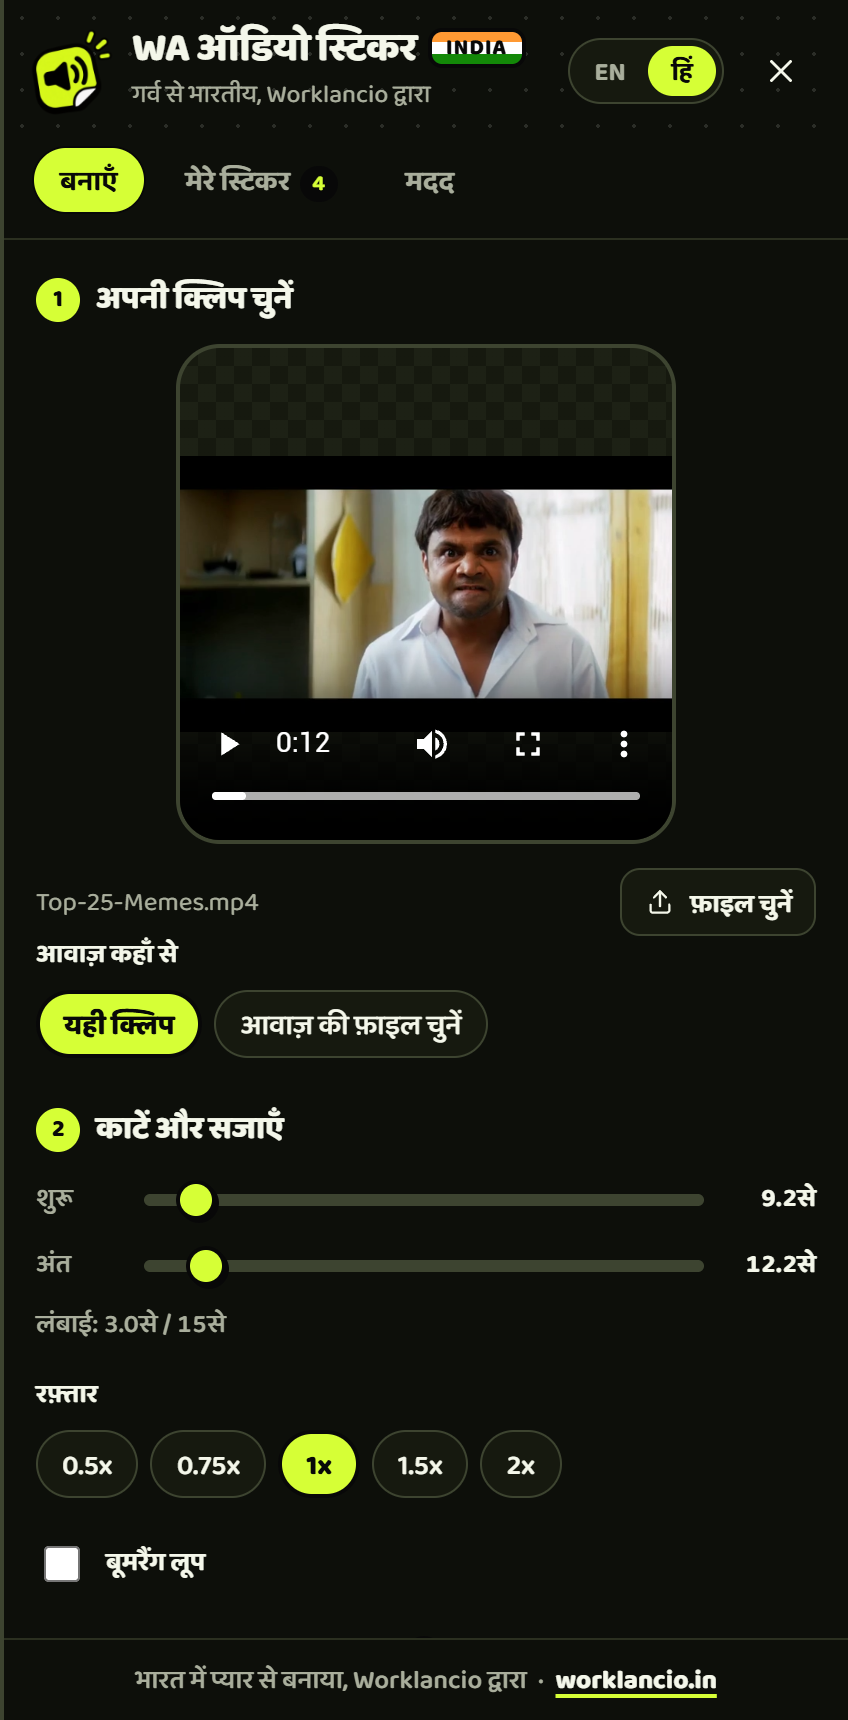 WA ऑडियो स्टिकर INDIA
गर्व से भारतीय, Worklancio द्वारा
EN हिं
बनाएँ मेरे स्टिकर 4 मदद
1 अपनी क्लिप चुनें
0:12
Top-25-Memes.mp4 फ़ाइल चुनें
आवाज़ कहाँ से
यही क्लिप आवाज़ की फ़ाइल चुनें
2 काटें और सजाएँ
शुरू 9.2से
अंत 12.2से
लंबाई: 3.0से / 15से
रफ़्तार
0.5x 0.75x 1x 1.5x 2x
बूमरैंग लूप
भारत में प्यार से बनाया, Worklancio द्वारा · worklancio.in